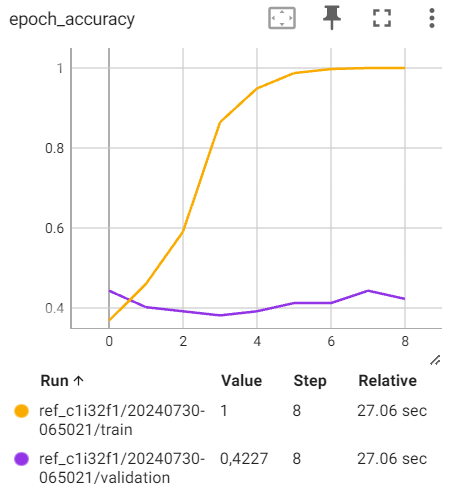 epoch_accuracy
1
0.8
0.6
0.4
0 2 4 6 8
Run ↑ Value Step Relative
ref_c1i32f1/20240730- 1 8 27.06 sec
065021/train
ref_c1i32f1/20240730- 0,4227 8 27.06 sec
065021/validation